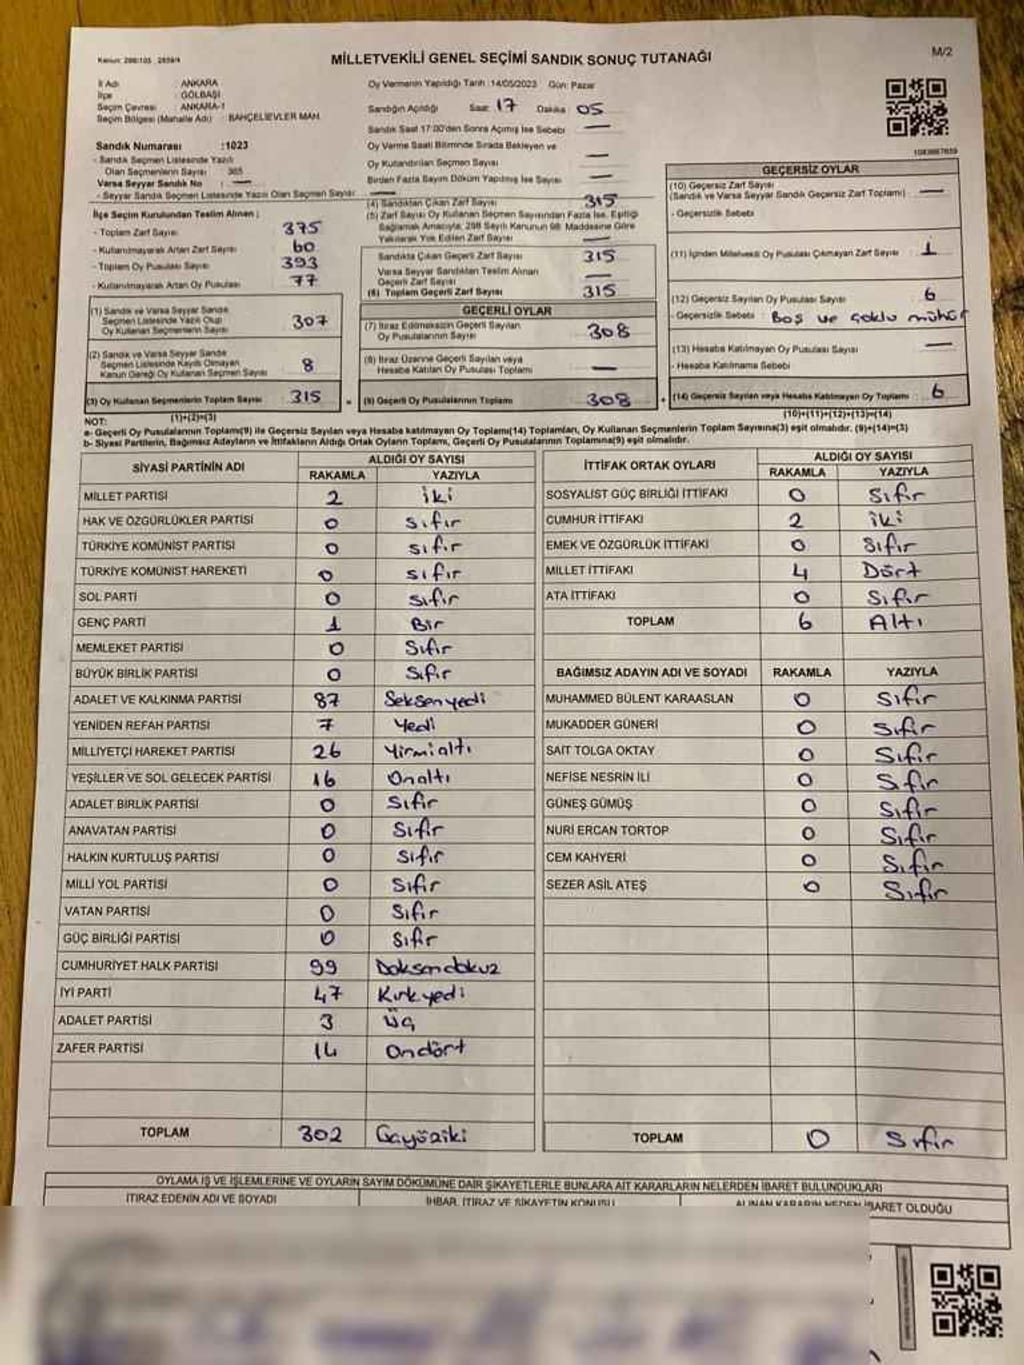 Kanun: 298/105 2839/4
M/2
MİLLETVEKİLİ GENEL SEÇİMİ SANDIK SONUÇ TUTANAĞI
İl Adı : ANKARA
İlçe : GÖLBAŞI
Seçim Çevresi : ANKARA-1
Seçim Bölgesi (Mahalle Adı) : BAHÇELİEVLER MAH.
Sandık Numarası :1023
- Sandık Seçmen Listesinde Yazılı
Olan Seçmenlerin Sayısı 365
Varsa Seyyar Sandık No : —
- Seyyar Sandık Seçmen Listesinde Yazılı Olan Seçmen Sayısı : —
İlçe Seçim Kurulundan Teslim Alınan ;
- Toplam Zarf Sayısı 375
- Kullanılmayarak Artan Zarf Sayısı 60
- Toplam Oy Pusulası Sayısı 393
- Kullanılmayarak Artan Oy Pusulası 77
(1) Sandık ve Varsa Seyyar Sandık
Seçmen Listesinde Yazılı Olup
Oy Kullanan Seçmenlerin Sayısı 307
(2) Sandık ve Varsa Seyyar Sandık
Seçmen Listesinde Kayıtlı Olmayan
Kanun Gereği Oy Kullanan Seçmen Sayısı 8
(3) Oy Kullanan Seçmenlerin Toplam Sayısı 315 =
(1)+(2)=(3)
Oy Vermenin Yapıldığı Tarih :14/05/2023 Gün: Pazar
Sandığın Açıldığı Saat: 17 Dakika 05
Sandık Saat 17:00'den Sonra Açılmış İse Sebebi —
Oy Verme Saati Bitiminde Sırada Bekleyen ve
Oy Kullandırılan Seçmen Sayısı —
Birden Fazla Sayım Döküm Yapılmış İse Sayısı —
(4) Sandıktan Çıkan Zarf Sayısı 315
(5) Zarf Sayısı Oy Kullanan Seçmen Sayısından Fazla İse, Eşitliği
Sağlamak Amacıyla, 298 Sayılı Kanunun 98. Maddesine Göre
Yakılarak Yok Edilen Zarf Sayısı —
Sandıkta Çıkan Geçerli Zarf Sayısı 315
Varsa Seyyar Sandıktan Teslim Alınan
Geçerli Zarf Sayısı —
(6) Toplam Geçerli Zarf Sayısı 315
GEÇERLİ OYLAR
(7) İtiraz Edilmeksizin Geçerli Sayılan
Oy Pusulalarının Sayısı 308
(8) İtiraz Üzerine Geçerli Sayılan veya
Hesaba Katılan Oy Pusulası Toplamı —
(9) Geçerli Oy Pusulalarının Toplamı 308 +
GEÇERSİZ OYLAR
(10) Geçersiz Zarf Sayısı
(Sandık ve Varsa Seyyar Sandık Geçersiz Zarf Toplamı) —
- Geçersizlik Sebebi :
(11) İçinden Milletvekili Oy Pusulası Çıkmayan Zarf Sayısı 1
(12) Geçersiz Sayılan Oy Pusulası Sayısı 6
- Geçersizlik Sebebi : Boş ve çoklu mühür
(13) Hesaba Katılmayan Oy Pusulası Sayısı —
- Hesaba Katılmama Sebebi
(14) Geçersiz Sayılan veya Hesaba Katılmayan Oy Toplamı 6
(10)+(11)+(12)+(13)=(14)
NOT:
a- Geçerli Oy Pusulalarının Toplamı(9) ile Geçersiz Sayılan veya Hesaba katılmayan Oy Toplamı(14) Toplamları, Oy Kullanan Seçmenlerin Toplam Sayısına(3) eşit olmalıdır. (9)+(14)=(3)
b- Siyasi Partilerin, Bağımsız Adayların ve İttifakların Aldığı Ortak Oyların Toplamı, Geçerli Oy Pusulalarının Toplamına(9) eşit olmalıdır.
SİYASİ PARTİNİN ADI ALDIĞI OY SAYISI
RAKAMLA YAZIYLA
MİLLET PARTİSİ 2 iki
HAK VE ÖZGÜRLÜKLER PARTİSİ 0 sıfır
TÜRKİYE KOMÜNİST PARTİSİ 0 sıfır
TÜRKİYE KOMÜNİST HAREKETİ 0 sıfır
SOL PARTİ 0 sıfır
GENÇ PARTİ 1 Bir
MEMLEKET PARTİSİ 0 Sıfır
BÜYÜK BİRLİK PARTİSİ 0 Sıfır
ADALET VE KALKINMA PARTİSİ 87 Seksenyedi
YENİDEN REFAH PARTİSİ 7 Yedi
MİLLİYETÇİ HAREKET PARTİSİ 26 Yirmialtı
YEŞİLLER VE SOL GELECEK PARTİSİ 16 Onaltı
ADALET BİRLİK PARTİSİ 0 Sıfır
ANAVATAN PARTİSİ 0 Sıfır
HALKIN KURTULUŞ PARTİSİ 0 Sıfır
MİLLİ YOL PARTİSİ 0 Sıfır
VATAN PARTİSİ 0 Sıfır
GÜÇ BİRLİĞİ PARTİSİ 0 Sıfır
CUMHURİYET HALK PARTİSİ 99 Doksandokuz
İYİ PARTİ 47 Kırkyedi
ADALET PARTİSİ 3 üç
ZAFER PARTİSİ 14 Ondört
TOPLAM 302 Üçyüziki
İTTİFAK ORTAK OYLARI ALDIĞI OY SAYISI
RAKAMLA YAZIYLA
SOSYALİST GÜÇ BİRLİĞİ İTTİFAKI 0 Sıfır
CUMHUR İTTİFAKI 2 iki
EMEK VE ÖZGÜRLÜK İTTİFAKI 0 Sıfır
MİLLET İTTİFAKI 4 Dört
ATA İTTİFAKI 0 Sıfır
TOPLAM 6 Altı
BAĞIMSIZ ADAYIN ADI VE SOYADI RAKAMLA YAZIYLA
MUHAMMED BÜLENT KARAASLAN 0 Sıfır
MUKADDER GÜNERİ 0 Sıfır
SAİT TOLGA OKTAY 0 Sıfır
NEFİSE NESRİN İLİ 0 Sıfır
GÜNEŞ GÜMÜŞ 0 Sıfır
NURİ ERCAN TORTOP 0 Sıfır
CEM KAHYERİ 0 Sıfır
SEZER ASİL ATEŞ 0 Sıfır
TOPLAM 0 Sıfır
OYLAMA İŞ VE İŞLEMLERİNE VE OYLARIN SAYIM DÖKÜMÜNE DAİR ŞİKAYETLERLE BUNLARA AİT KARARLARIN NELERDEN İBARET BULUNDUKLARI
İTİRAZ EDENİN ADI VE SOYADI İHBAR, İTİRAZ VE ŞİKAYETİN KONUSU ALINAN KARARIN NEDEN İBARET OLDUĞU